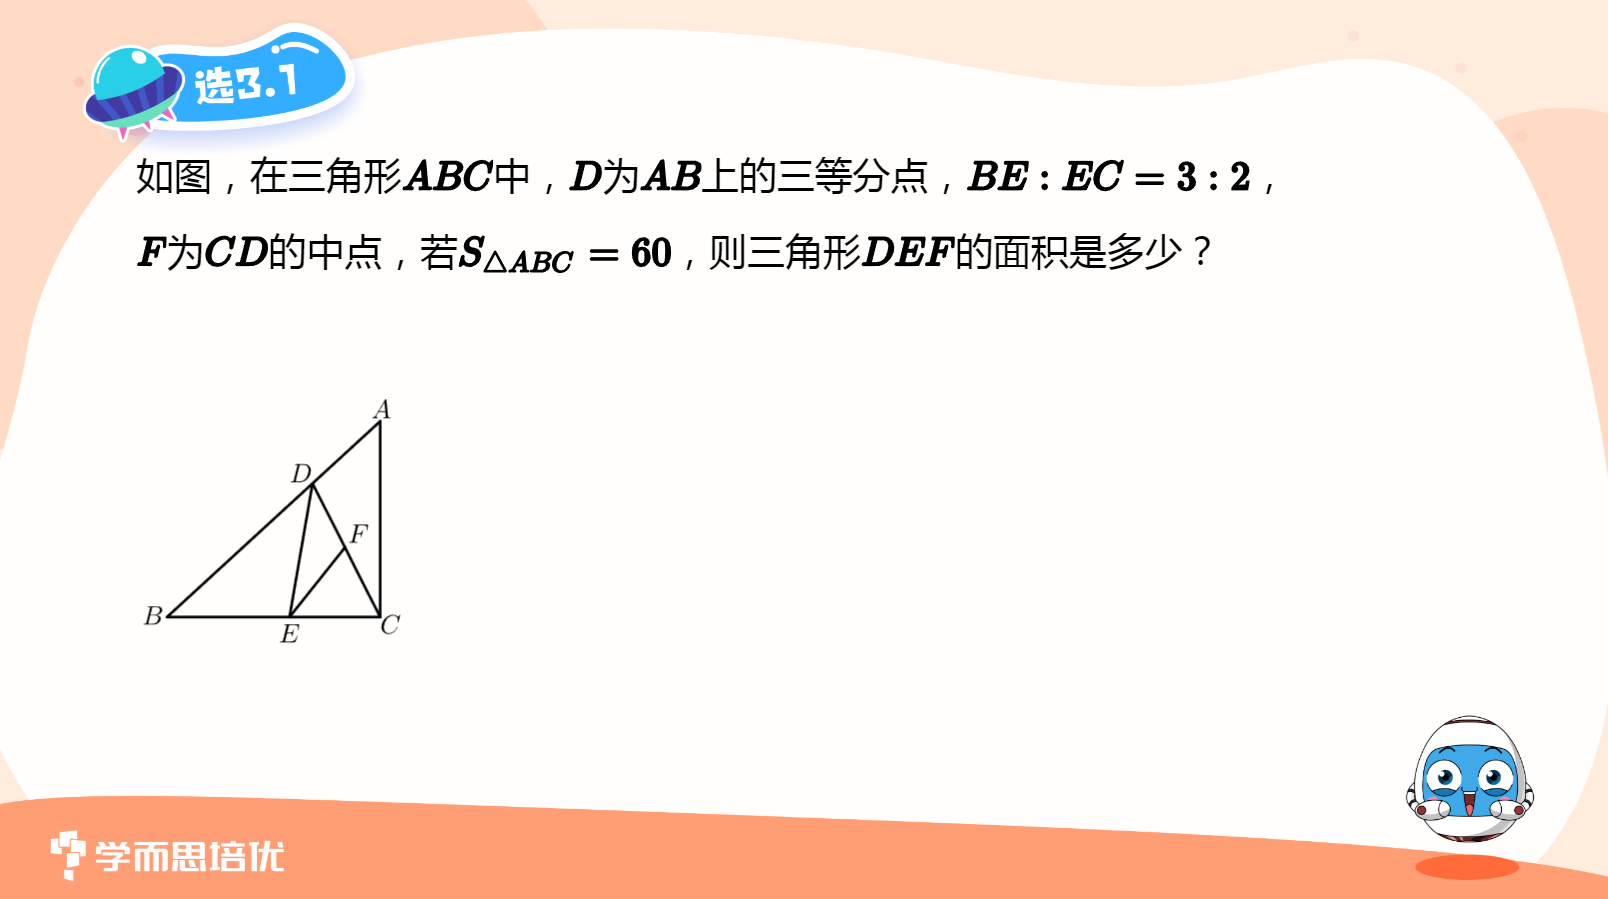 选3.1
如图，在三角形ABC中，D为AB上的三等分点，BE：EC = 3：2，
F为CD的中点，若S△ABC = 60，则三角形DEF的面积是多少？
A
D
F
B
C
E
学而思培优